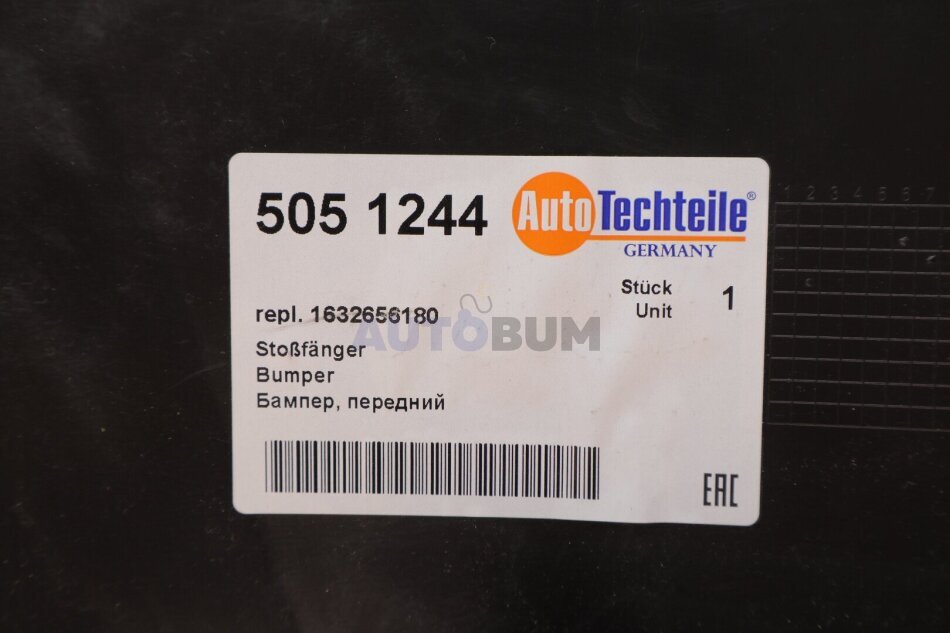 505 1244
AutoTechteile®
GERMANY
Stück
Unit
1
repl. 1632656180
AUTOBUM
Stoßfänger
Bumper
Бампер, передний
EAC
1 2 3 4 5 6 7